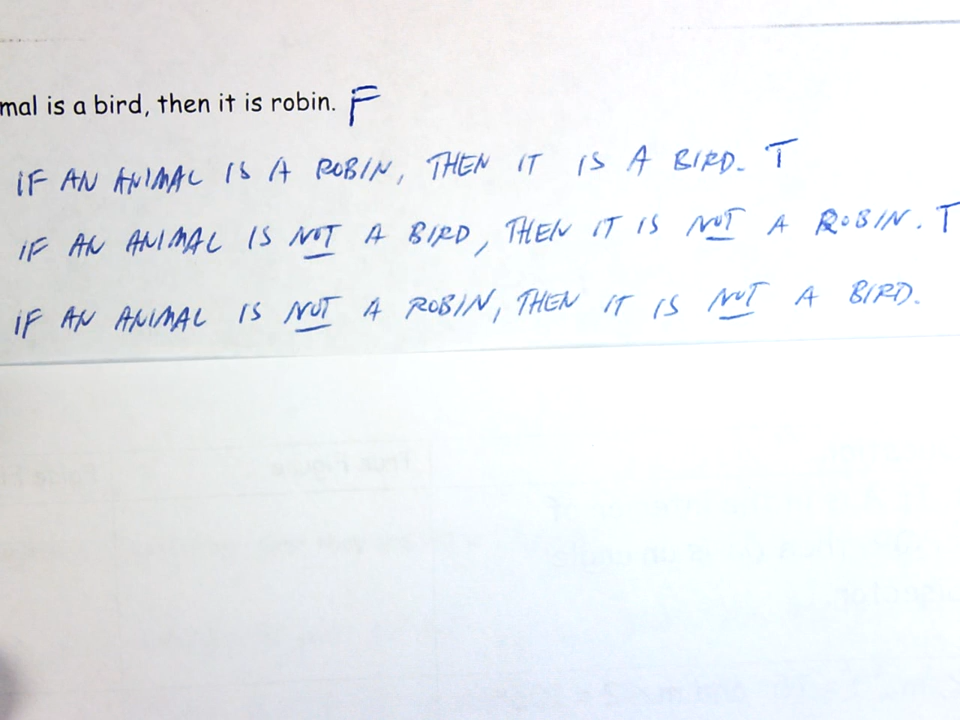 mal is a bird, then it is robin. F
IF AN ANIMAL IS A ROBIN, THEN IT IS A BIRD. T
IF AN ANIMAL IS NOT A BIRD, THEN IT IS NOT A ROBIN. T
IF AN ANIMAL IS NOT A ROBIN, THEN IT IS NOT A BIRD.